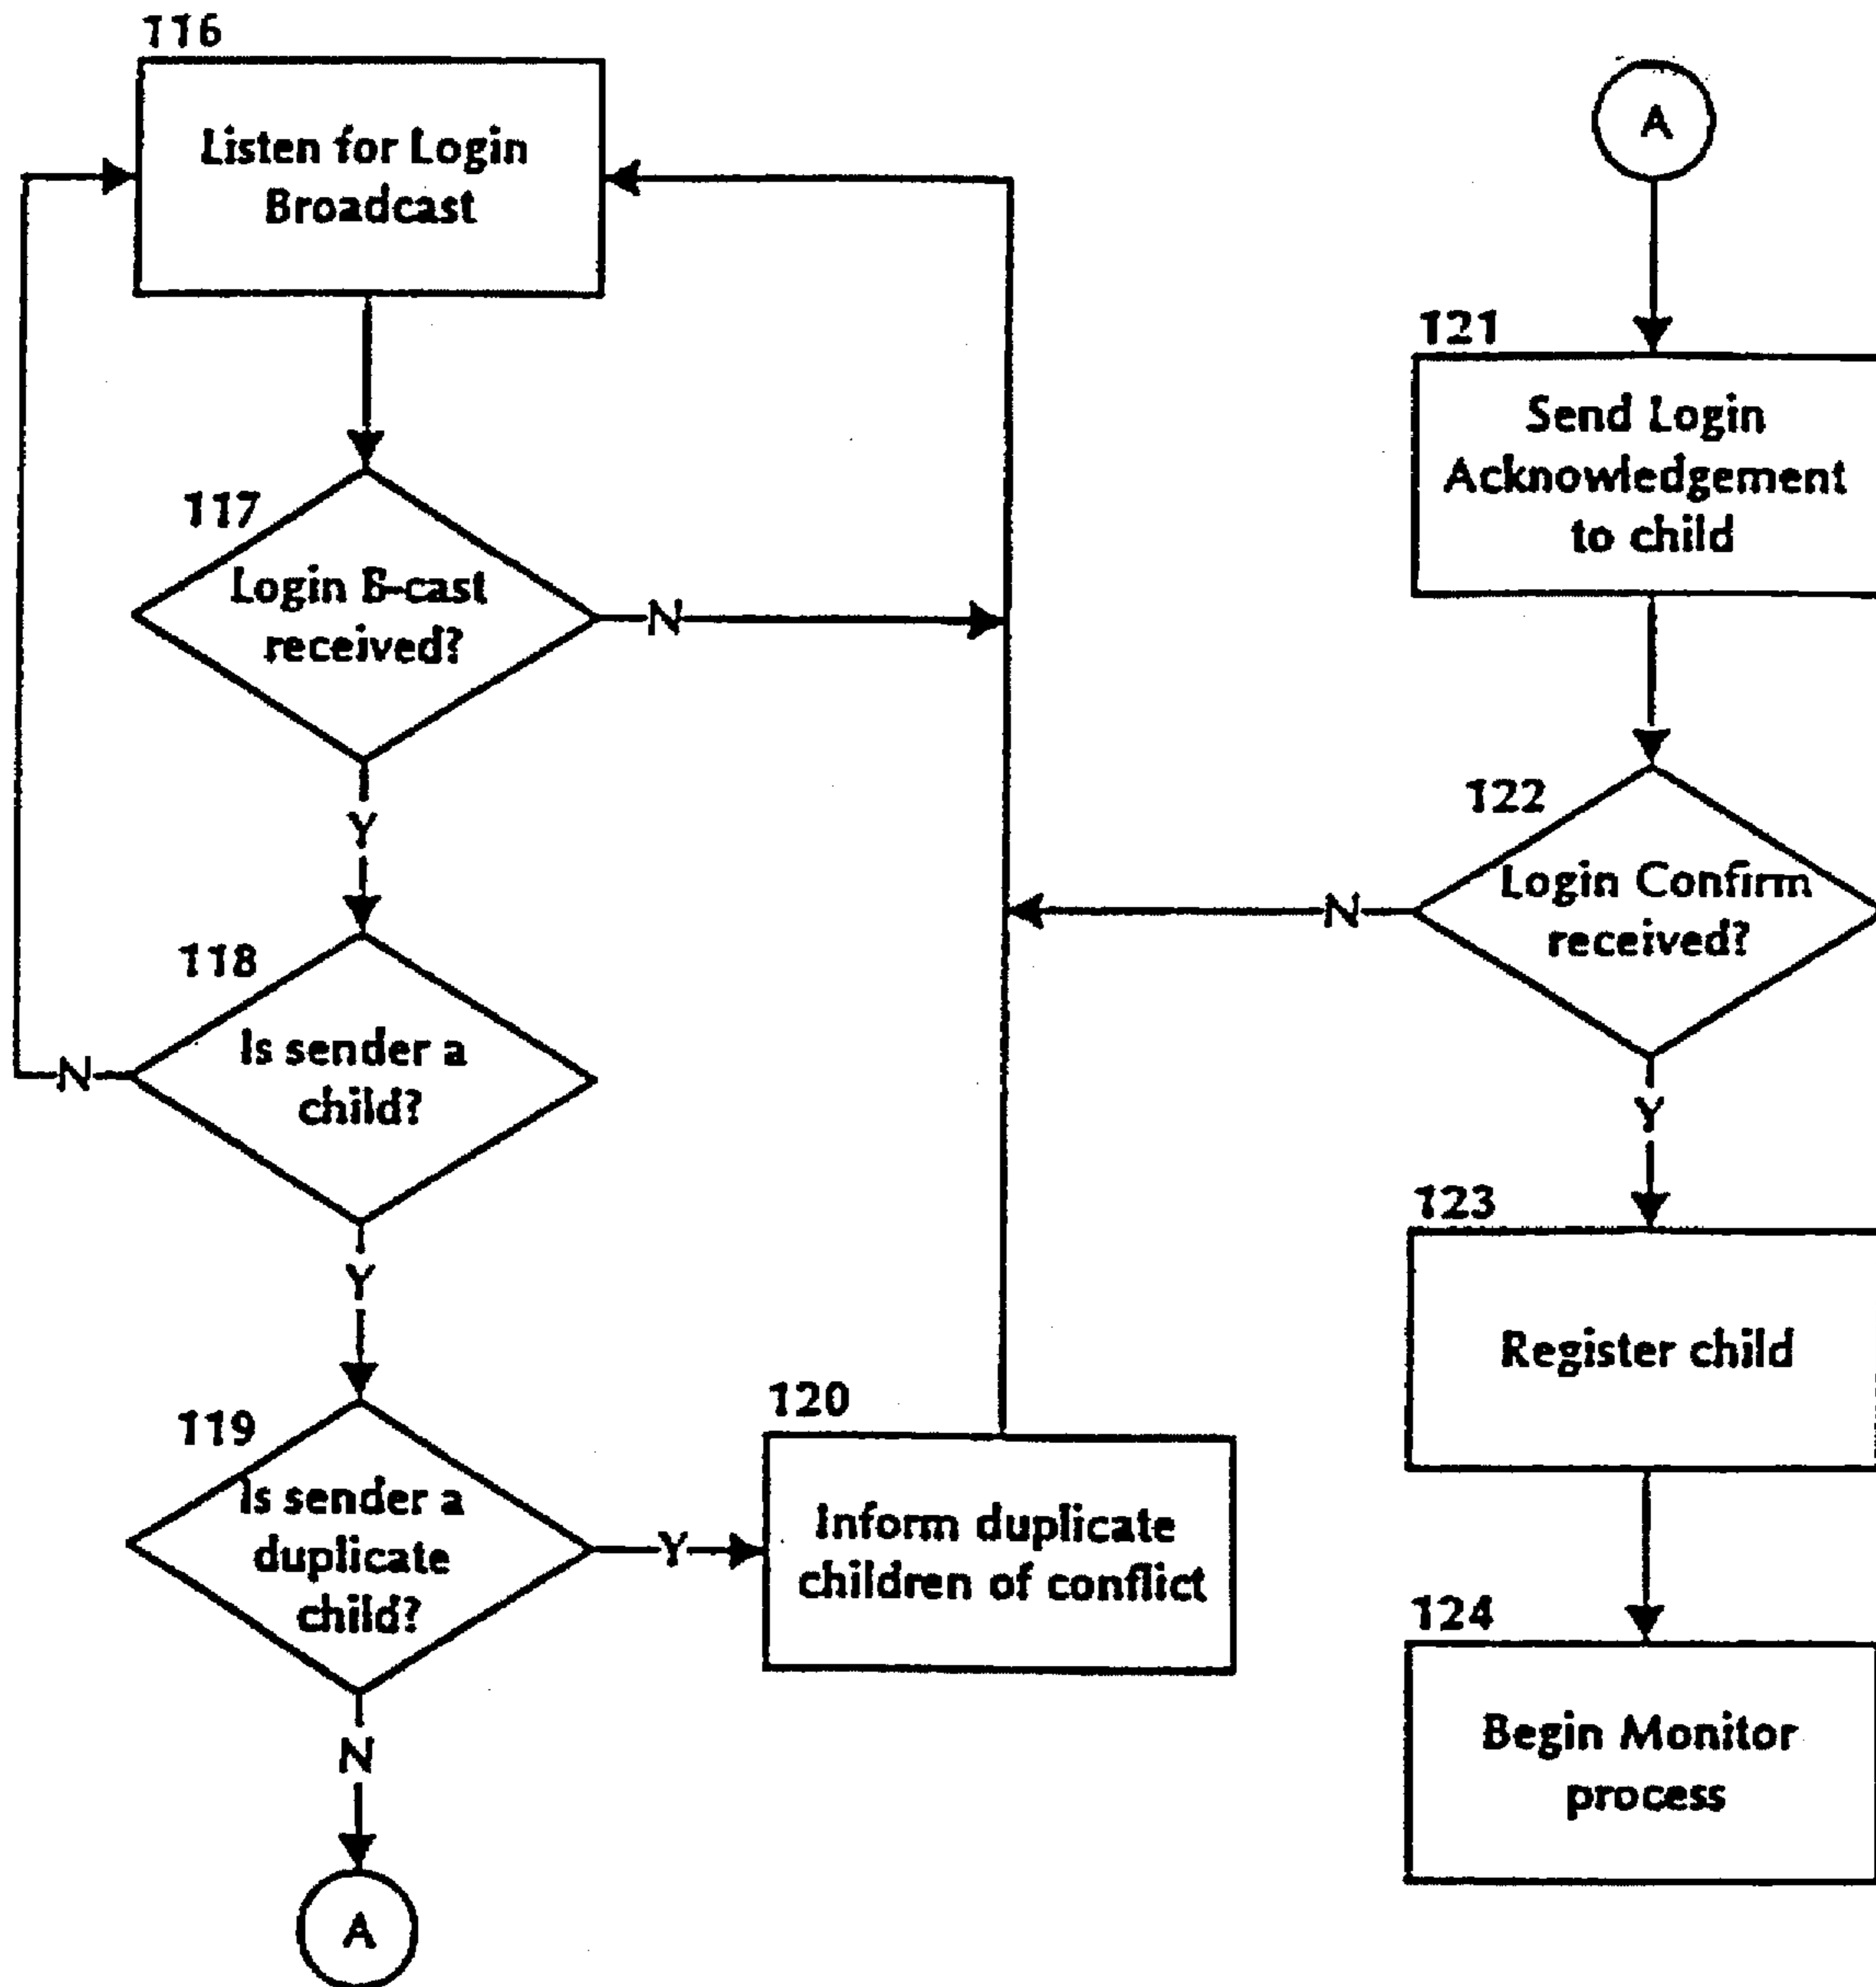 116
Listen for Login
Broadcast
117
Login B-cast
received?
N
Y
118
Is sender a
child?
N
Y
119
Is sender a
duplicate
child?
Y
120
Inform duplicate
children of conflict
N
A
A
121
Send Login
Acknowledgement
to child
122
Login Confirm
received?
N
Y
123
Register child
124
Begin Monitor
process